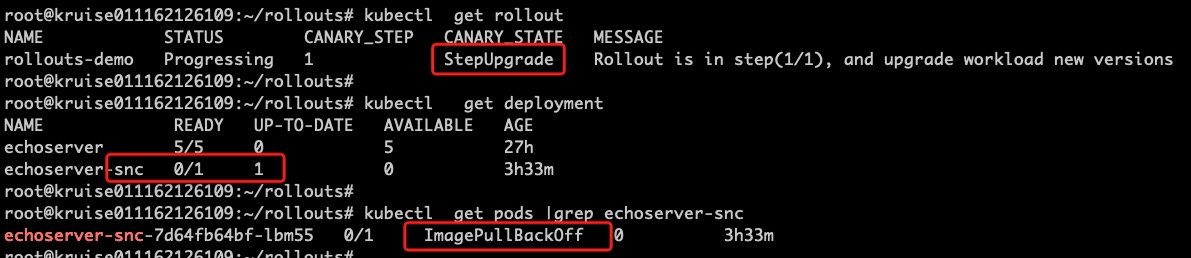 root@kruise011162126109:~/rollouts# kubectl  get rollout
NAME            STATUS        CANARY_STEP   CANARY_STATE   MESSAGE
rollouts-demo   Progressing   1             StepUpgrade    Rollout is in step(1/1), and upgrade workload new versions
root@kruise011162126109:~/rollouts#
root@kruise011162126109:~/rollouts# kubectl   get deployment
NAME             READY   UP-TO-DATE   AVAILABLE   AGE
echoserver       5/5     0            5           27h
echoserver-snc   0/1     1            0           3h33m
root@kruise011162126109:~/rollouts#
root@kruise011162126109:~/rollouts# kubectl  get pods |grep echoserver-snc
echoserver-snc-7d64fb64bf-lbm55   0/1     ImagePullBackOff   0          3h33m
root@kruise011162126109:~/rollouts#